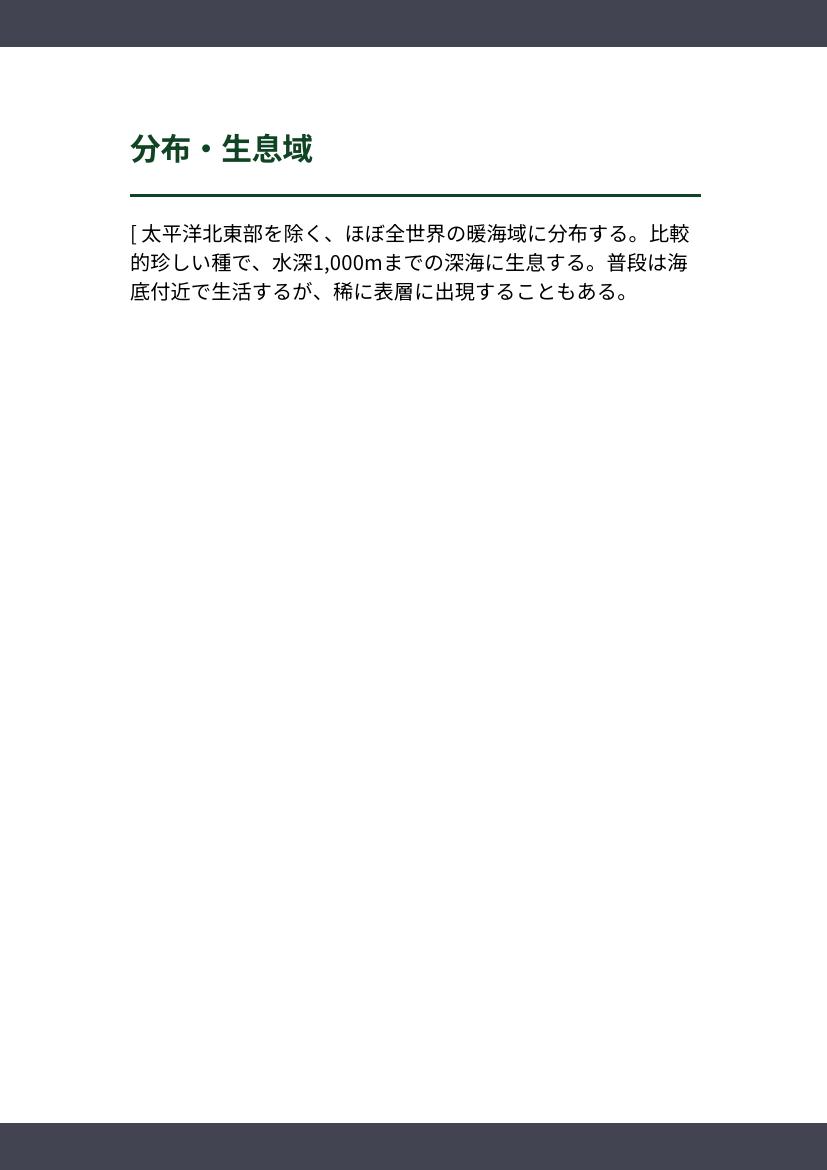 分布・生息域
[ 太平洋北東部を除く、ほぼ全世界の暖海域に分布する。比較
的珍しい種で、水深1,000mまでの深海に生息する。普段は海
底付近で生活するが、稀に表層に出現することもある。